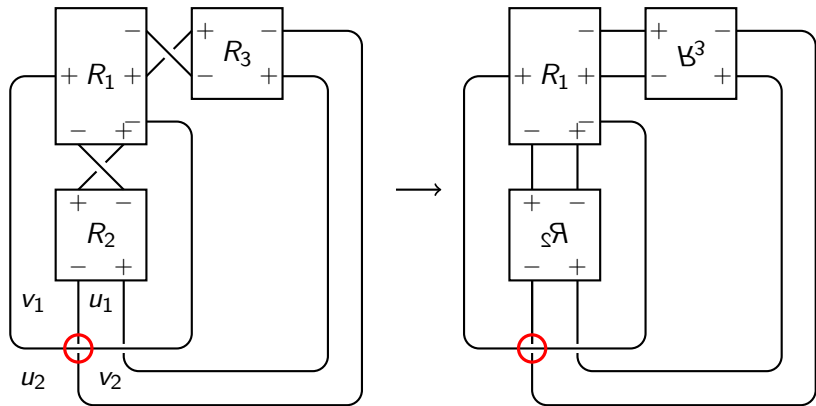 − + R₃ −
+ R₁ + − +
− + −
+ −
R₂
− +
v₁ u₁
u₂ v₂
− + R₃ −
+ R₁ + − +
− + −
+ −
R₂
− +